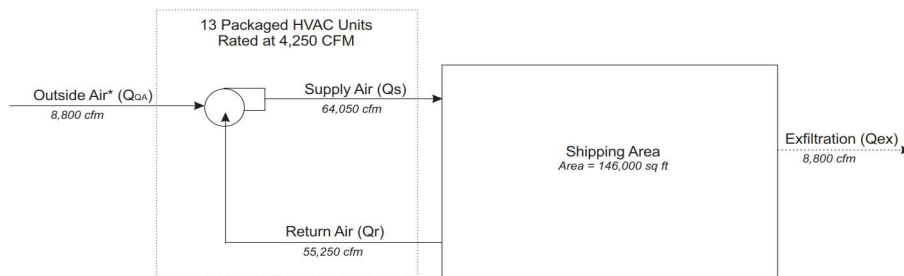 13 Packaged HVAC Units
Rated at 4,250 CFM
Outside Air* (QOA)
8,800 cfm
Supply Air (Qs)
64,050 cfm
Shipping Area
Area = 146,000 sq ft
Exfiltration (Qex)
8,800 cfm
Return Air (Qr)
55,250 cfm